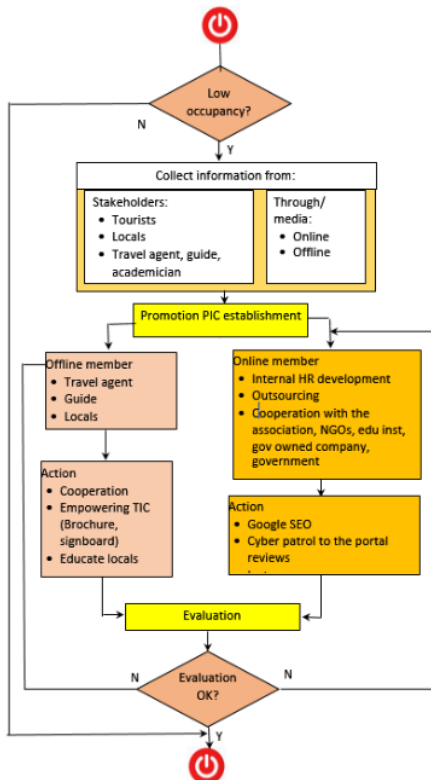 Low
occupancy?
N
Y
Collect information from:
Stakeholders:
• Tourists
• Locals
• Travel agent, guide,
academician
Through/
media:
• Online
• Offline
Promotion PIC establishment
Offline member
• Travel agent
• Guide
• Locals
Online member
• Internal HR development
• Outsourcing
• Cooperation with the
association, NGOs, edu inst,
gov owned company,
government
Action
• Cooperation
• Empowering TIC
(Brochure,
signboard)
• Educate locals
Action
• Google SEO
• Cyber patrol to the portal
reviews
Evaluation
N
Evaluation
OK?
N
Y